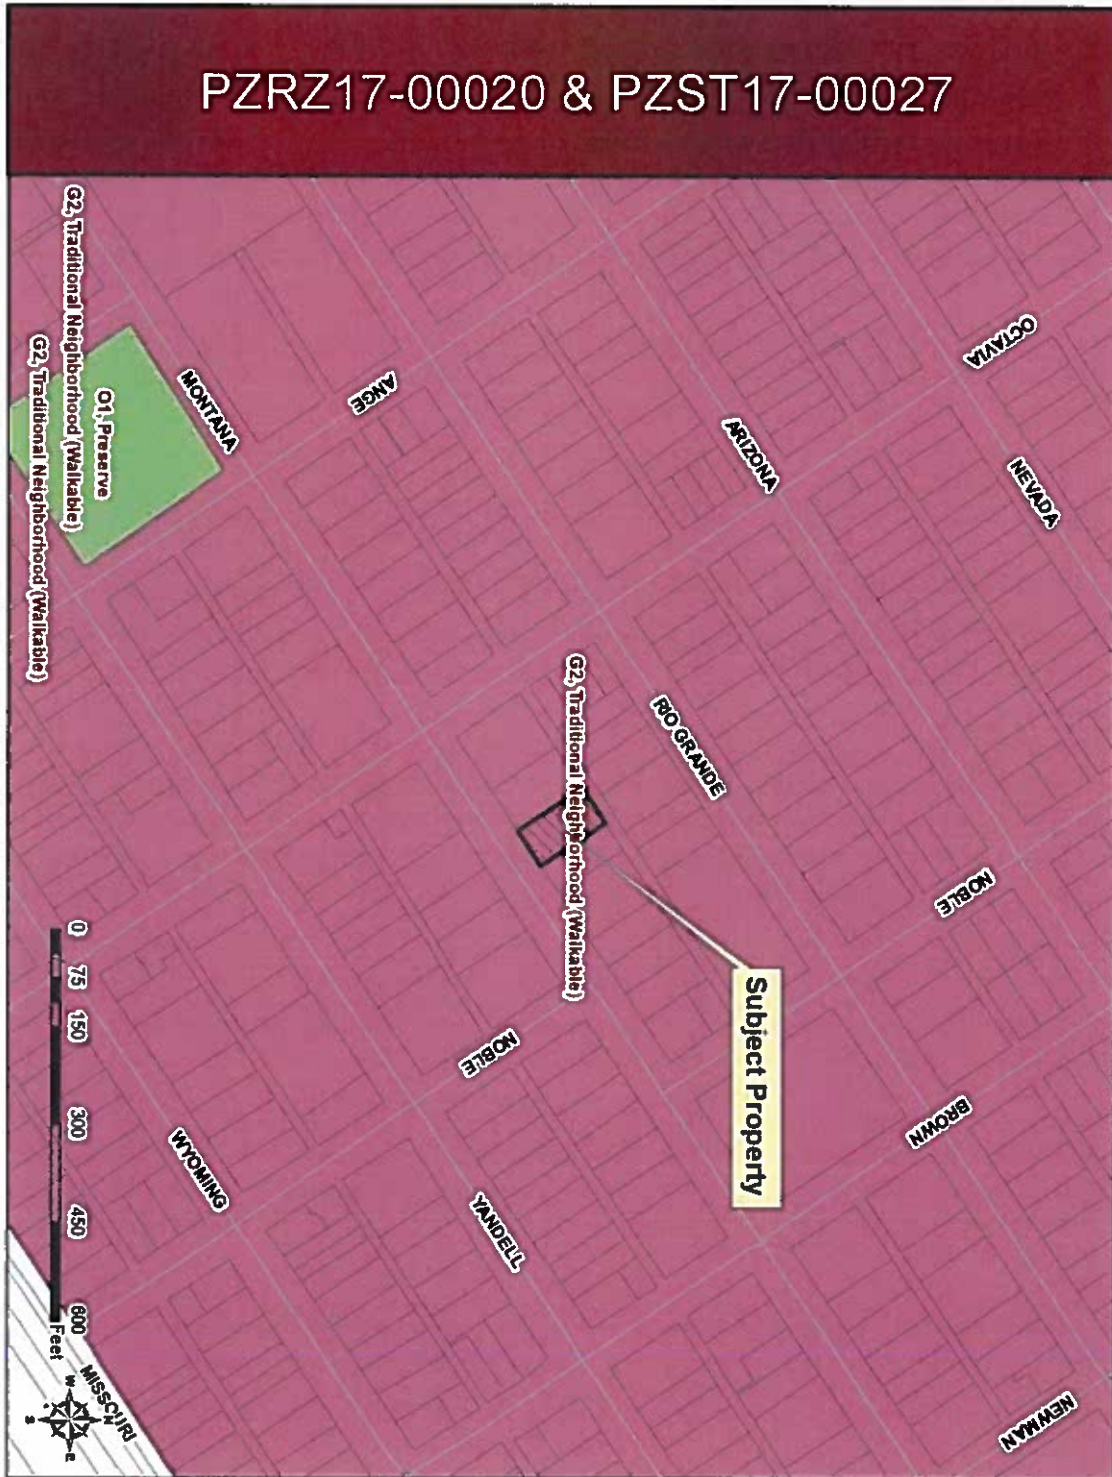 PZRZ17-00020 & PZST17-00027
OCTAVIA
NEVADA
ARIZONA
ANGE
MONTANA
G2, Traditional Neighborhood (Walkable)
O1, Preserve
G2, Traditional Neighborhood (Walkable)
RIO GRANDE
G2, Traditional Neighborhood (Walkable)
NOBLE
Subject Property
BROWN
NOBLE
YANDELL
WYOMING
NEWMAN
MISSOURI
0 75 150 300 450 600
Feet
N
W
E
S